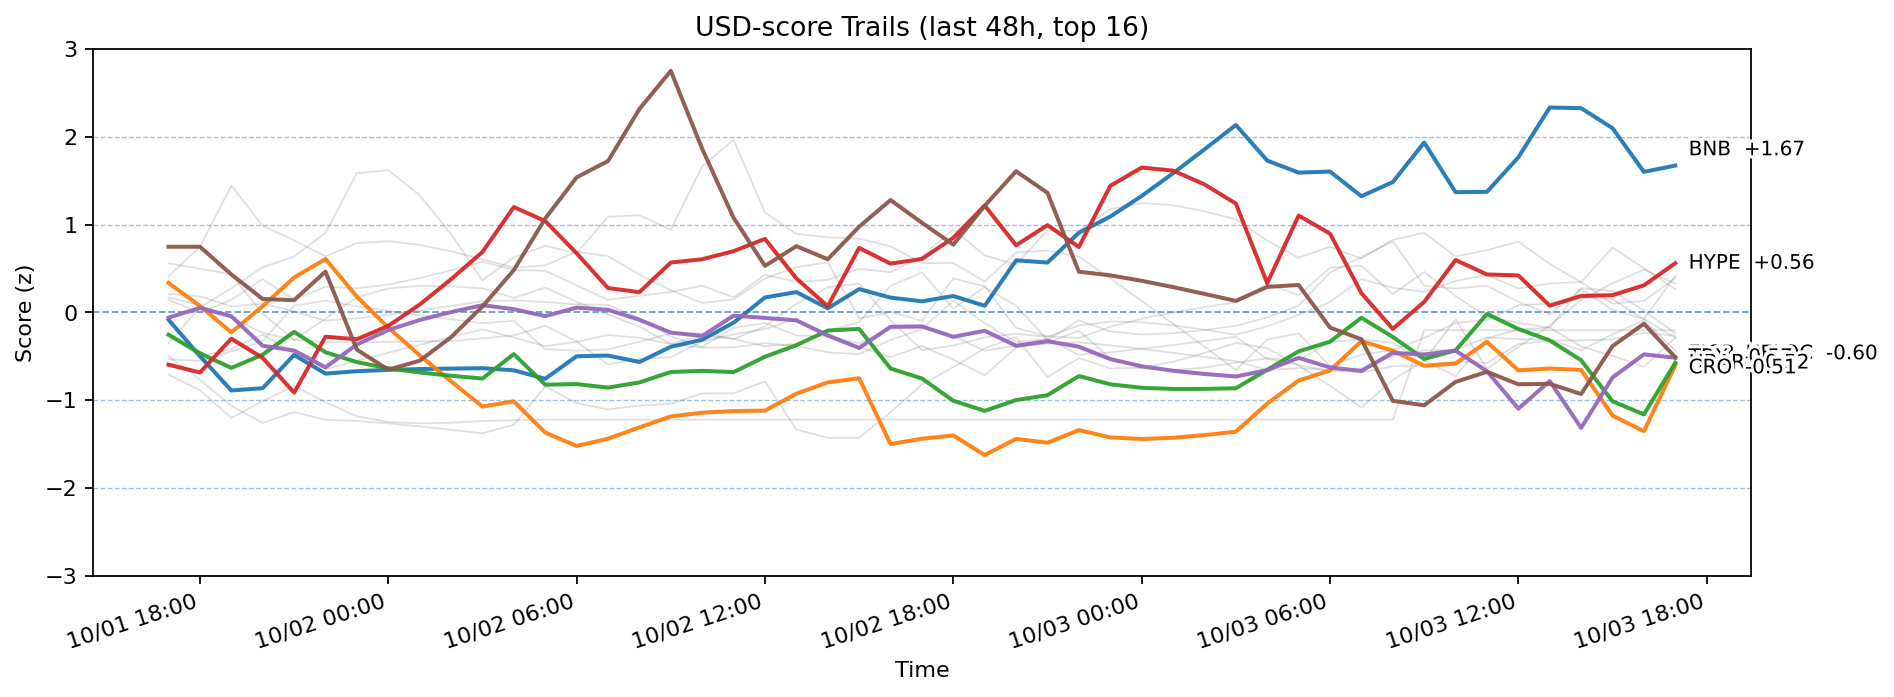 USD-score Trails (last 48h, top 16)
3
2
1
0
−1
−2
−3
Score (z)
BNB +1.67
HYPE +0.56
-0.60
CRO -0.51
10/01 18:00
10/02 00:00
10/02 06:00
10/02 12:00
10/02 18:00
10/03 00:00
10/03 06:00
10/03 12:00
10/03 18:00
Time